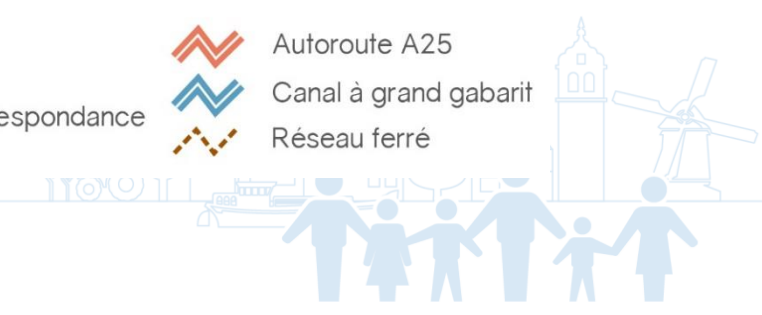 Autoroute A25
Canal à grand gabarit
espondance
Réseau ferré